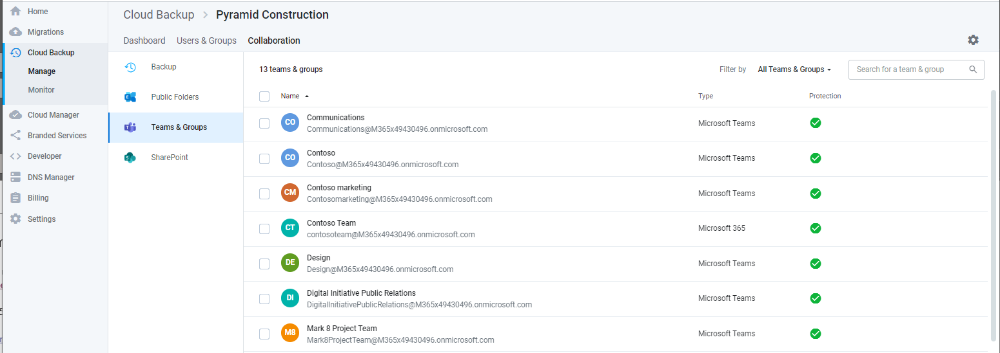 Home
Migrations
Cloud Backup
Manage
Monitor
Cloud Manager
Branded Services
Developer
DNS Manager
Billing
Settings
Cloud Backup > Pyramid Construction
Dashboard Users & Groups Collaboration
Backup
Public Folders
Teams & Groups
SharePoint
13 teams & groups Filter by All Teams & Groups Search for a team & group
Name Type Protection
CO Communications
Communications@M365x49430496.onmicrosoft.com Microsoft Teams
CO Contoso
Contoso@M365x49430496.onmicrosoft.com Microsoft Teams
CM Contoso marketing
Contosomarketing@M365x49430496.onmicrosoft.com Microsoft Teams
CT Contoso Team
contosoteam@M365x49430496.onmicrosoft.com Microsoft 365
DE Design
Design@M365x49430496.onmicrosoft.com Microsoft Teams
DI Digital Initiative Public Relations
DigitalInitiativePublicRelations@M365x49430496.onmicrosoft.com Microsoft Teams
M8 Mark 8 Project Team
Mark8ProjectTeam@M365x49430496.onmicrosoft.com Microsoft Teams